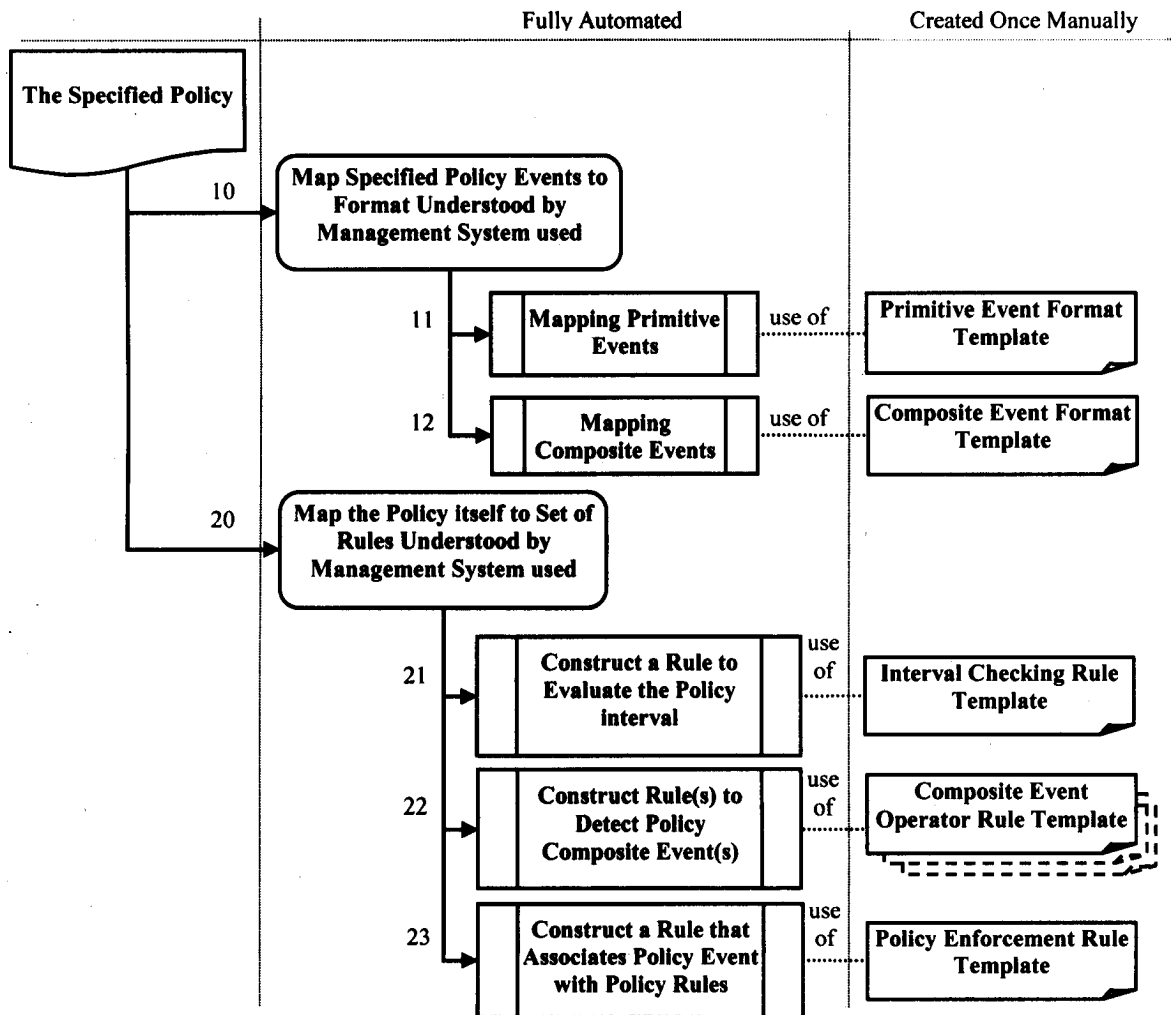 Fully Automated
Created Once Manually
The Specified Policy
10
Map Specified Policy Events to
Format Understood by
Management System used
11
Mapping Primitive
Events
use of
Primitive Event Format
Template
12
Mapping
Composite Events
use of
Composite Event Format
Template
20
Map the Policy itself to Set of
Rules Understood by
Management System used
21
Construct a Rule to
Evaluate the Policy
interval
use
of
Interval Checking Rule
Template
22
Construct Rule(s) to
Detect Policy
Composite Event(s)
use
of
Composite Event
Operator Rule Template
23
Construct a Rule that
Associates Policy Event
with Policy Rules
use
of
Policy Enforcement Rule
Template